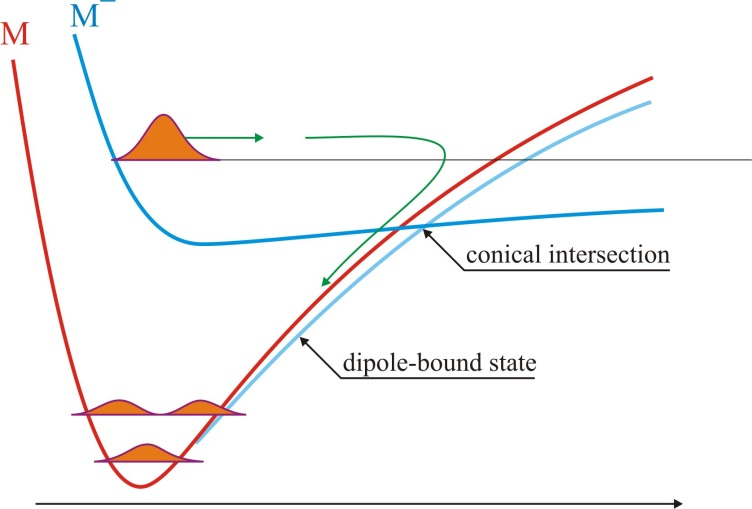 M⁻
M
conical intersection
dipole-bound state